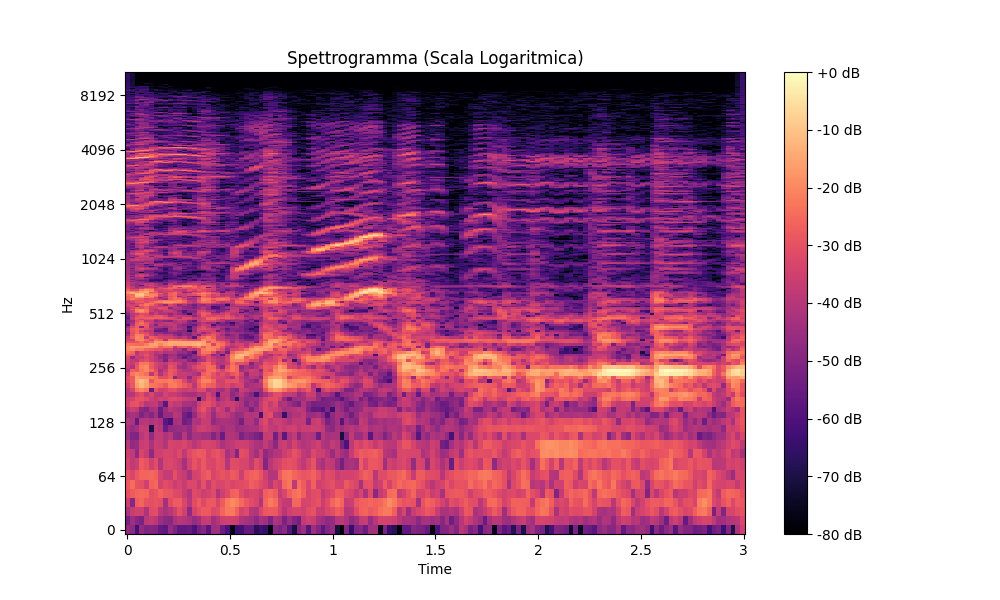 Spettrogramma (Scala Logaritmica)
8192
4096
2048
1024
512
256
128
64
0
Hz
0
0.5
1
1.5
2
2.5
3
Time
+0 dB
-10 dB
-20 dB
-30 dB
-40 dB
-50 dB
-60 dB
-70 dB
-80 dB